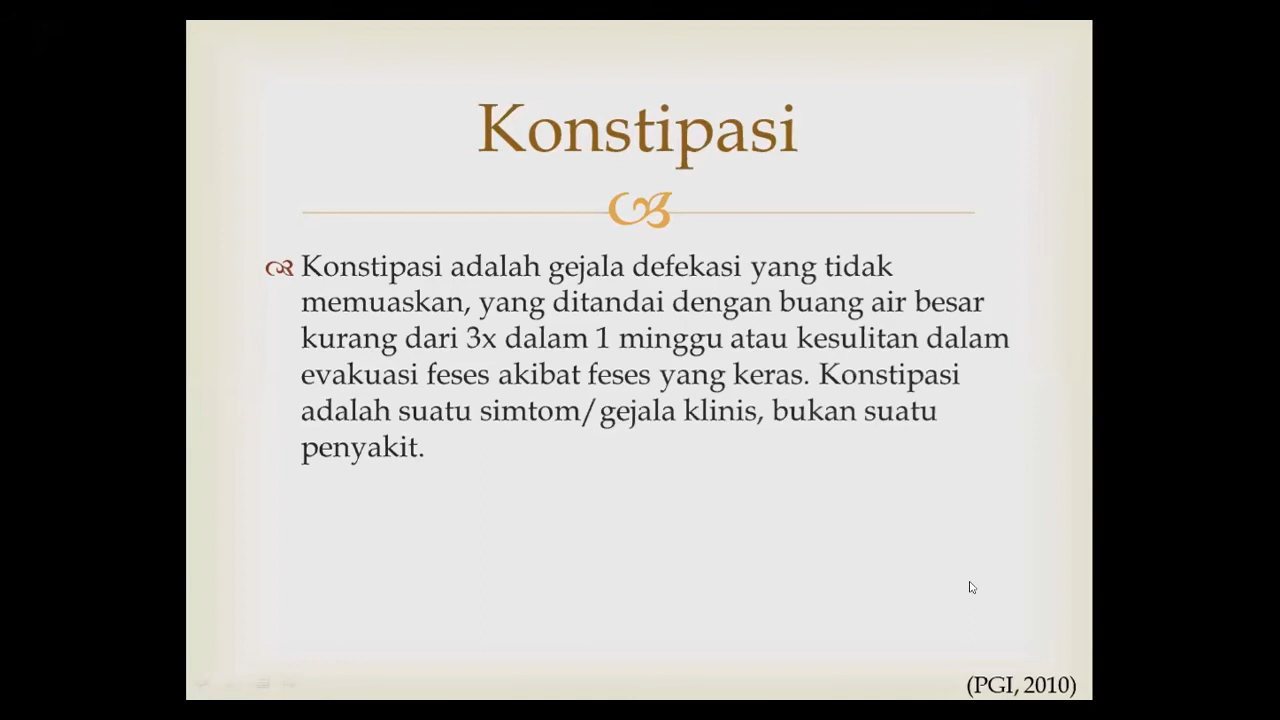 Konstipasi
Konstipasi adalah gejala defekasi yang tidak
memuaskan, yang ditandai dengan buang air besar
kurang dari 3x dalam 1 minggu atau kesulitan dalam
evakuasi feses akibat feses yang keras. Konstipasi
adalah suatu simtom/gejala klinis, bukan suatu
penyakit.
(PGI, 2010)